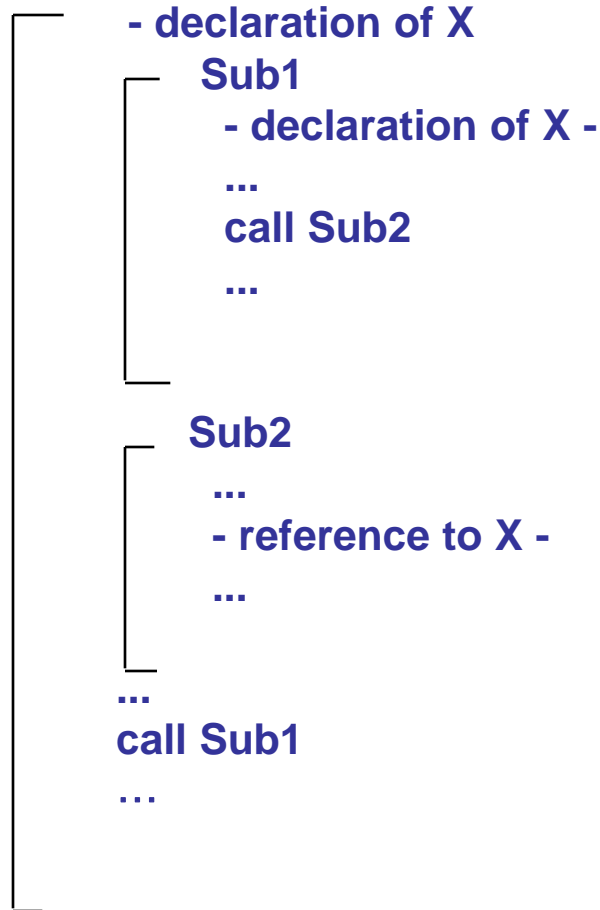 - declaration of X
Sub1
- declaration of X -
...
call Sub2
...
Sub2
...
- reference to X -
...
...
call Sub1
…